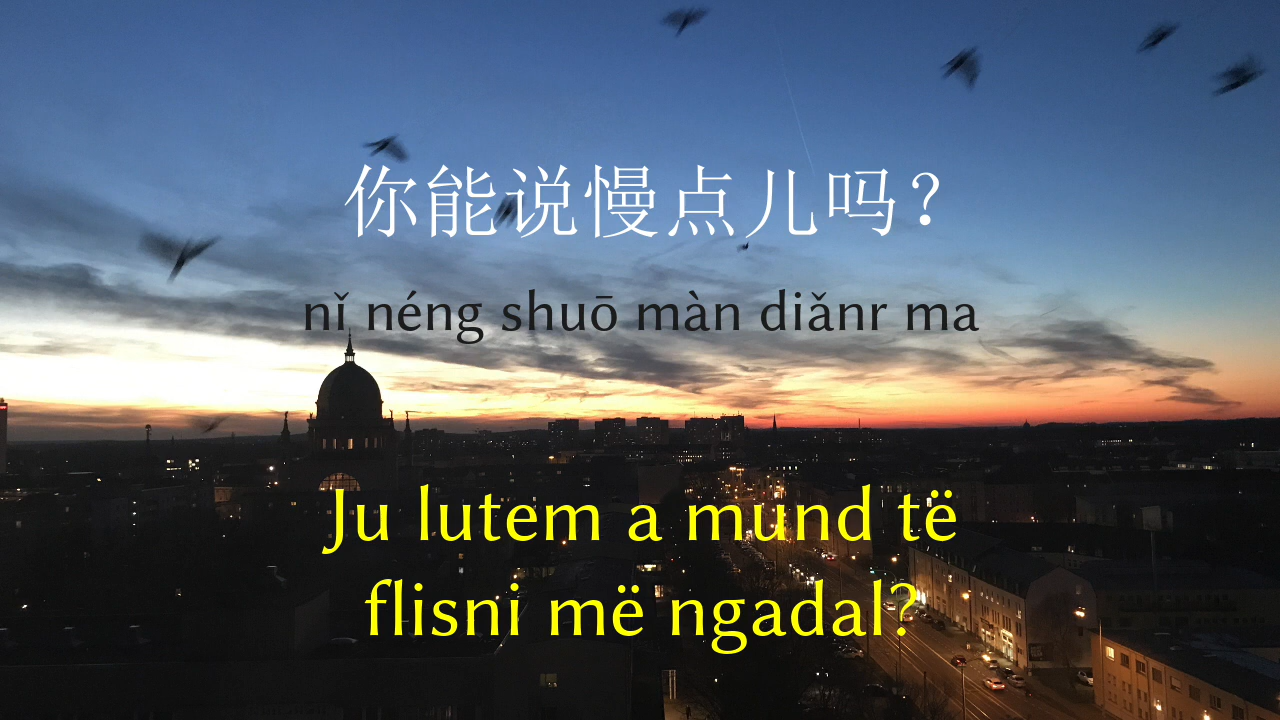 你能说慢点儿吗？
nǐ néng shuō màn diǎnr ma
Ju lutem a mund të
flisni më ngadal?